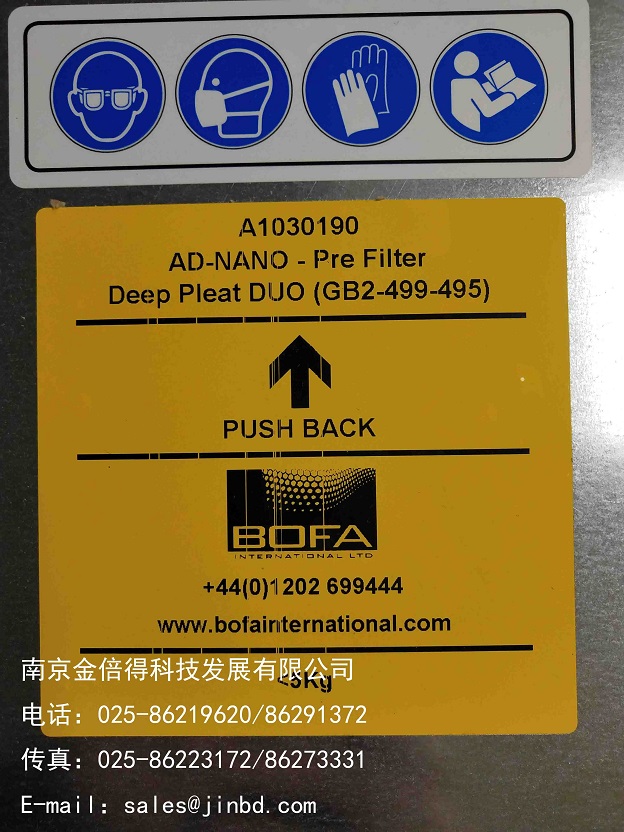 A1030190
AD-NANO - Pre Filter
Deep Pleat DUO (GB2-499-495)
PUSH BACK
BOFA
INTERNATIONAL LTD
+44(0)1202 699444
www.bofainternational.com
<5Kg
南京金倍得科技发展有限公司
电话：025-86219620/86291372
传真：025-86223172/86273331
E-mail：sales@jinbd.com